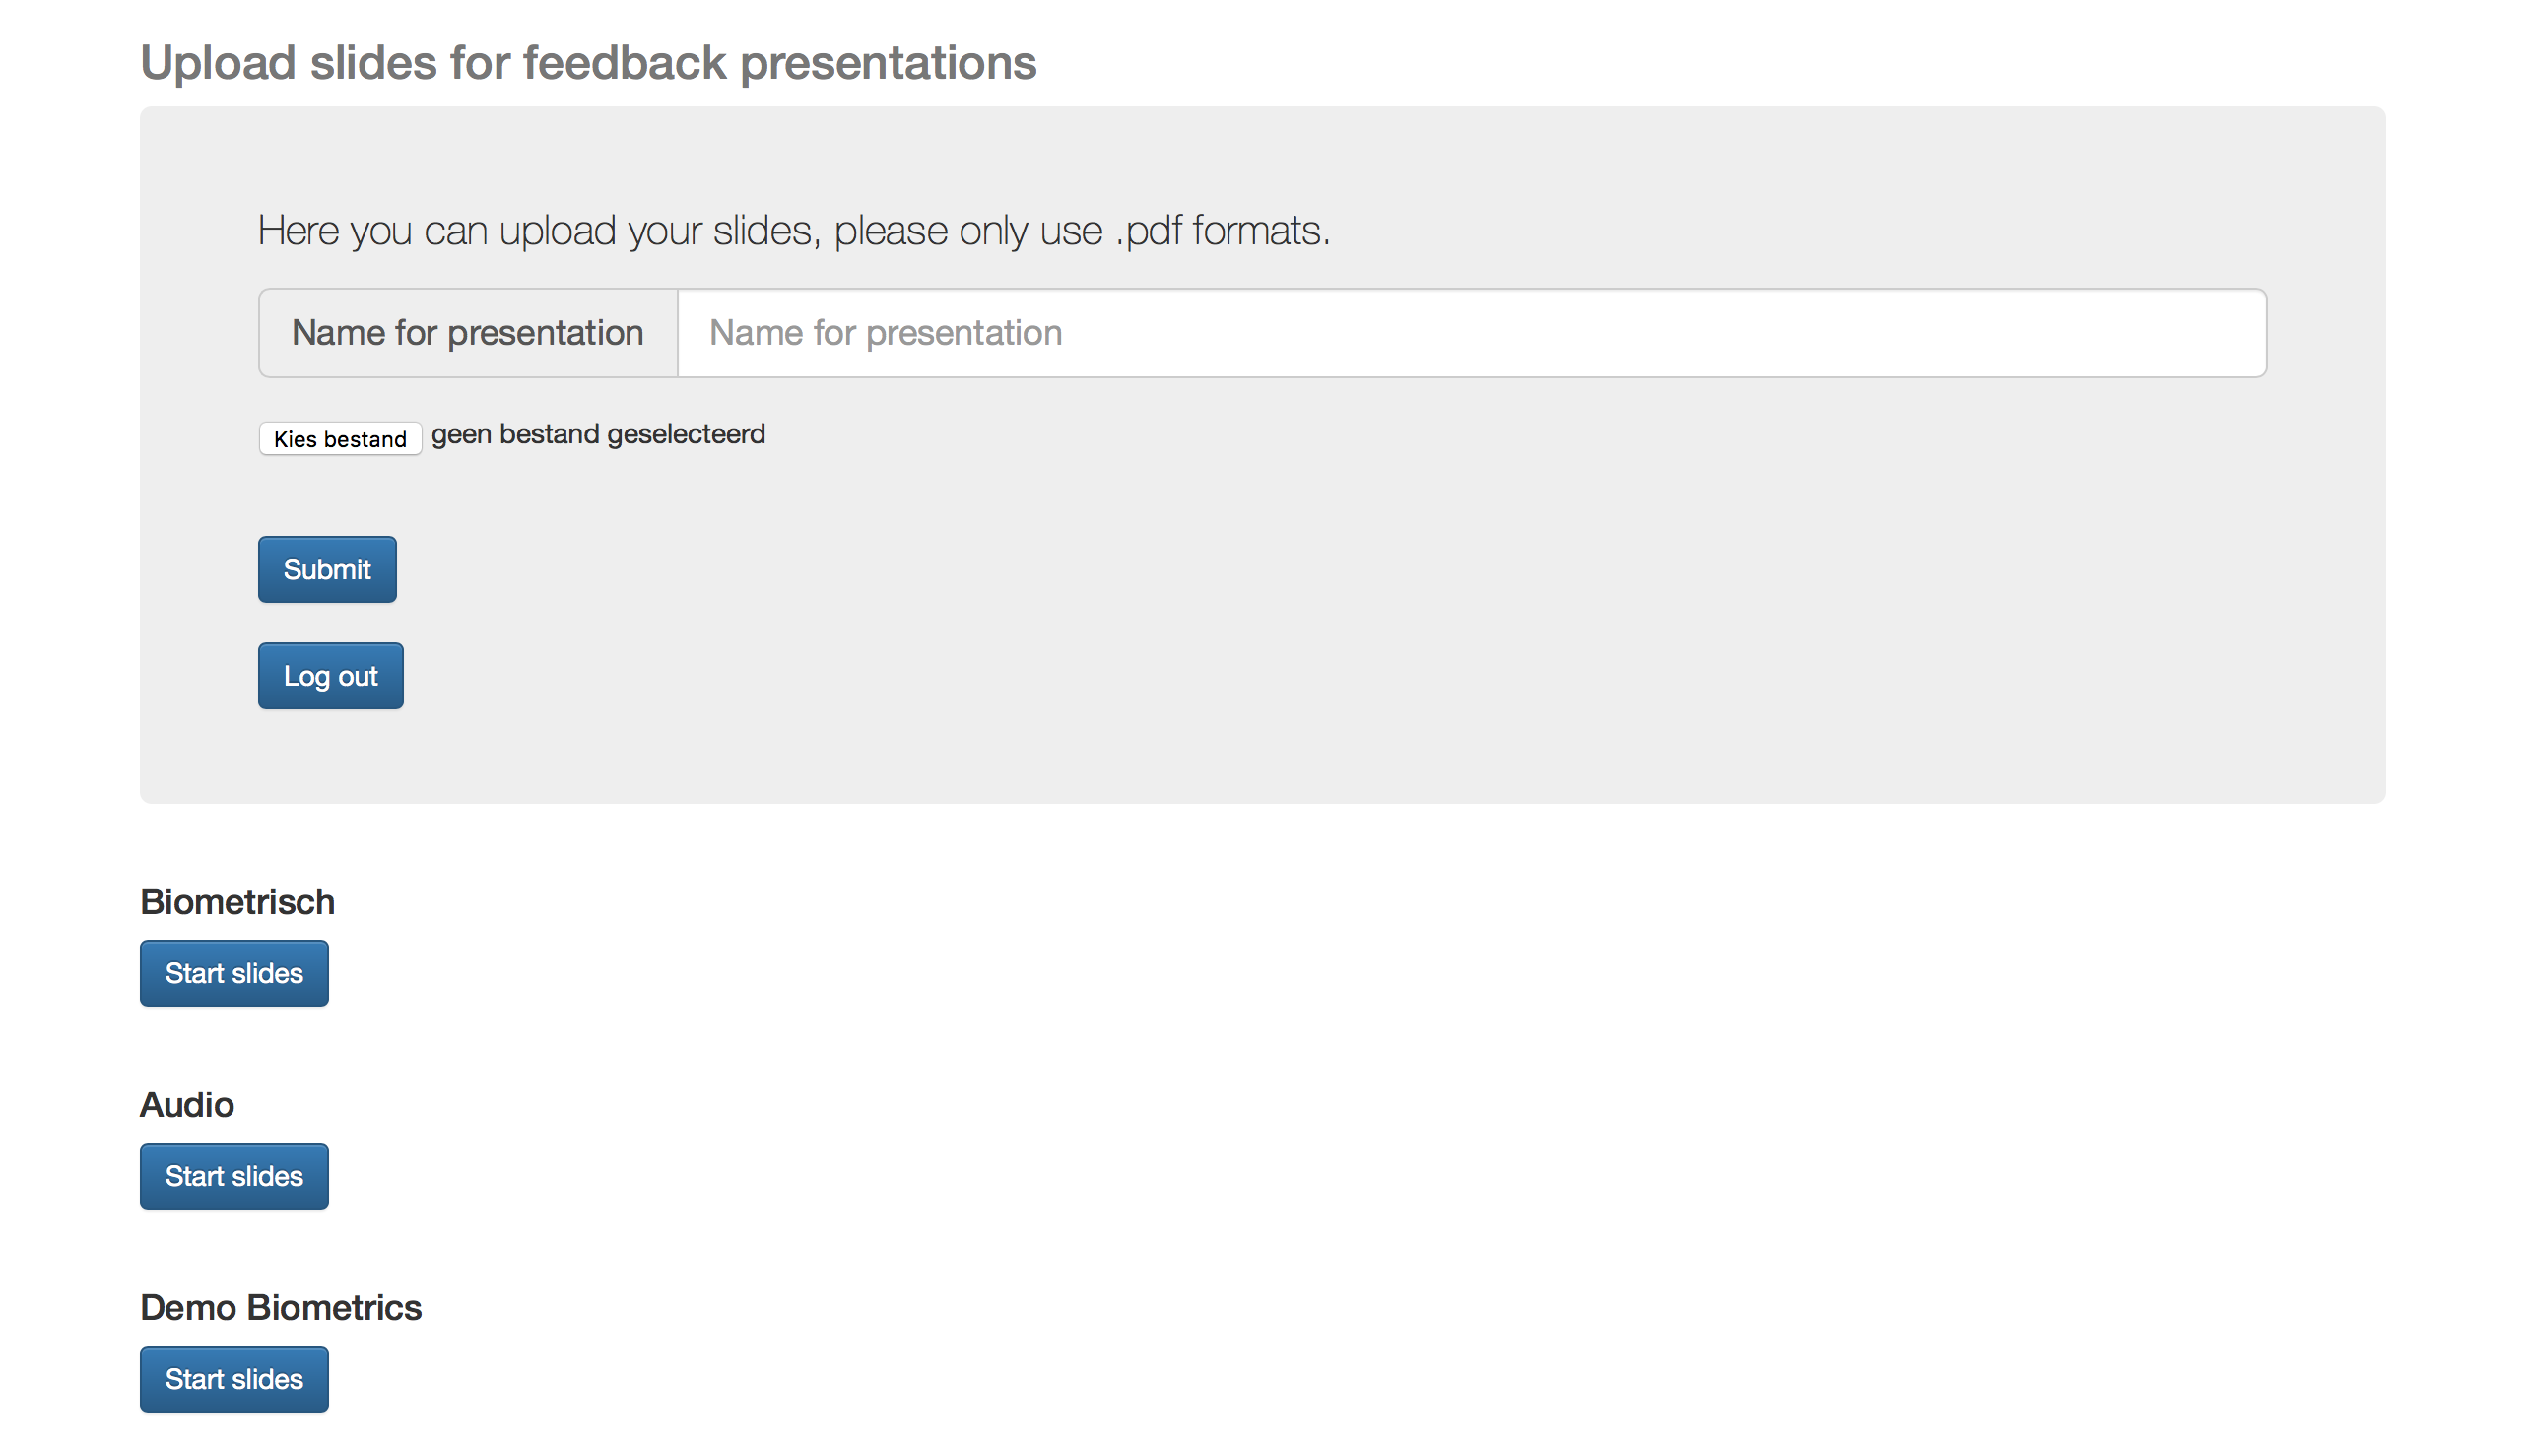 Upload slides for feedback presentations
Here you can upload your slides, please only use .pdf formats.
Name for presentation Name for presentation
Kies bestand geen bestand geselecteerd
Submit
Log out
Biometrisch
Start slides
Audio
Start slides
Demo Biometrics
Start slides